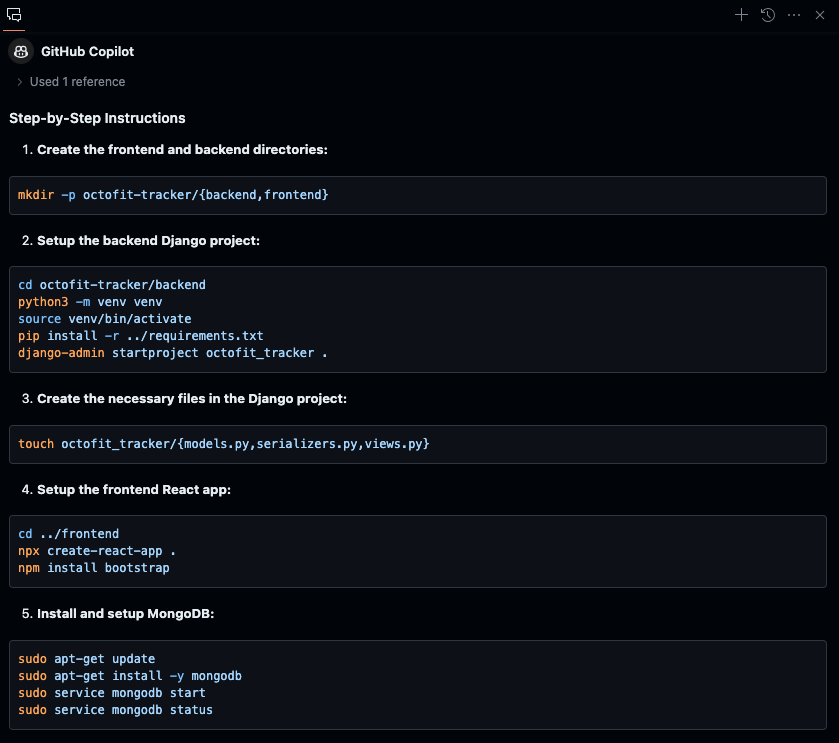 GitHub Copilot
Used 1 reference
Step-by-Step Instructions
1. Create the frontend and backend directories:
mkdir -p octofit-tracker/{backend,frontend}
2. Setup the backend Django project:
cd octofit-tracker/backend
python3 -m venv venv
source venv/bin/activate
pip install -r ../requirements.txt
django-admin startproject octofit_tracker .
3. Create the necessary files in the Django project:
touch octofit_tracker/{models.py,serializers.py,views.py}
4. Setup the frontend React app:
cd ../frontend
npx create-react-app .
npm install bootstrap
5. Install and setup MongoDB:
sudo apt-get update
sudo apt-get install -y mongodb
sudo service mongodb start
sudo service mongodb status